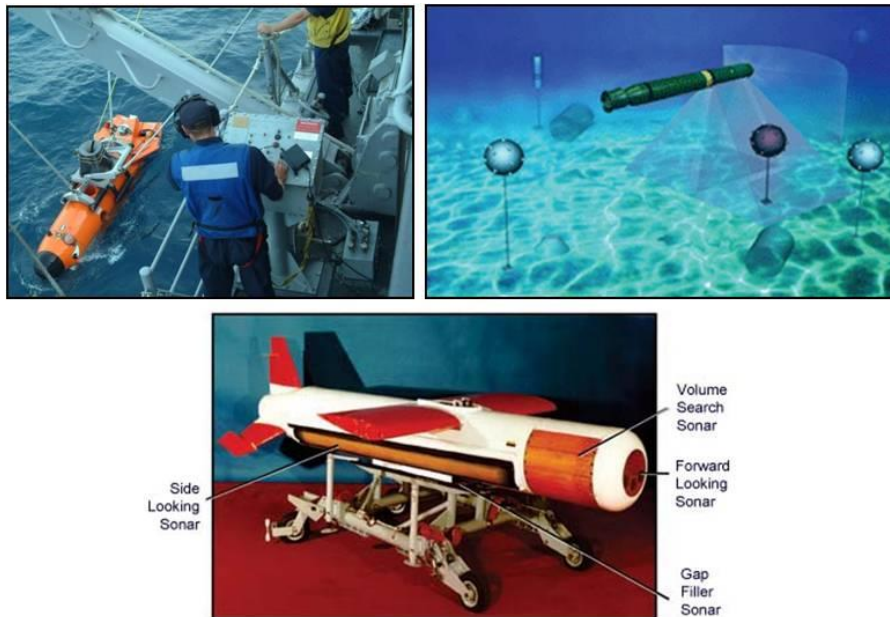 Volume
Search
Sonar
Forward
Looking
Sonar
Side
Looking
Sonar
Gap
Filler
Sonar